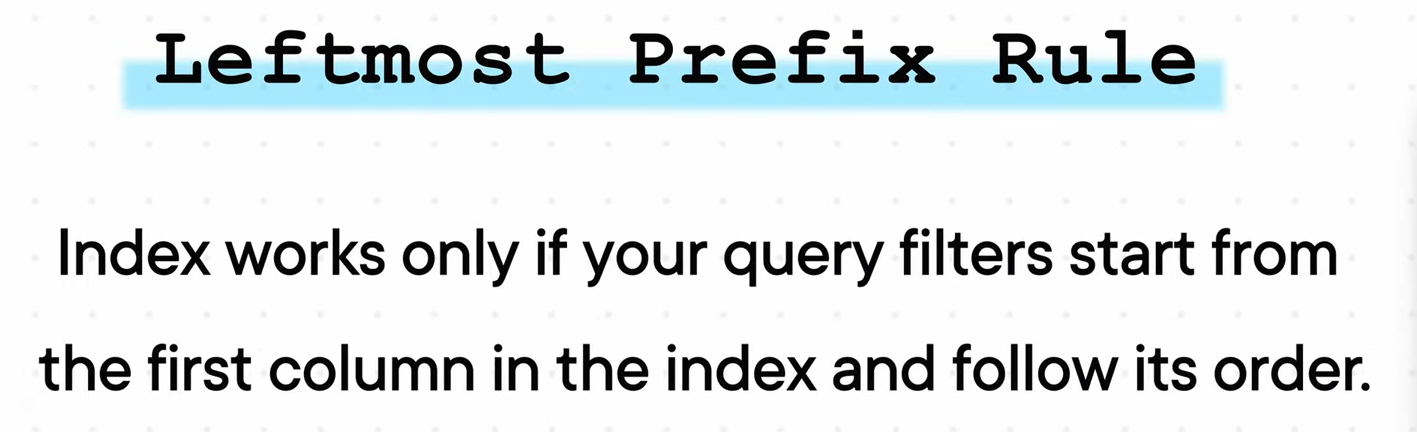 Leftmost Prefix Rule
Index works only if your query filters start from
the first column in the index and follow its order.